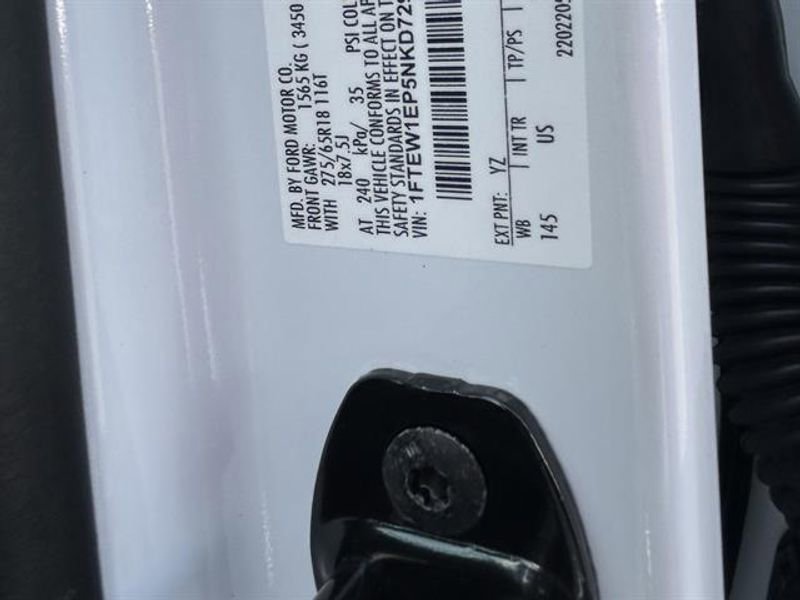 MFD. BY FORD MOTOR CO.
FRONT GAWR: 1565 KG ( 3450
WITH 275/65R18 116T
18x7.5J
AT 240 kPa/ 35 PSI COL
THIS VEHICLE CONFORMS TO ALL AP
SAFETY STANDARDS IN EFFECT ON T
VIN: 1FTEW1EP5NKD72
EXT PNT: YZ
WB INT TR TP/PS
145 US
2202205